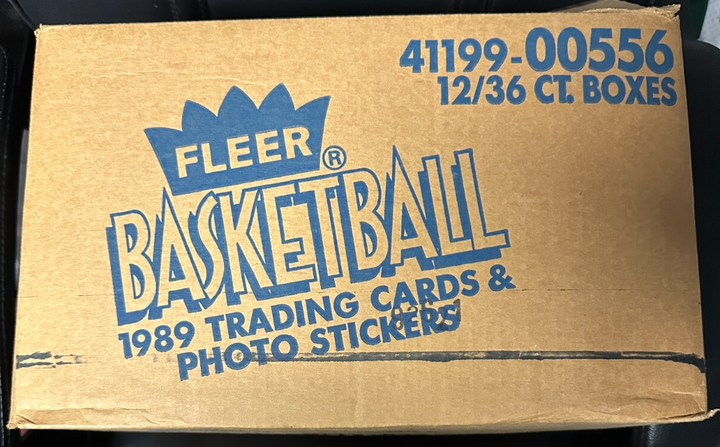 41199-00556
12/36 CT. BOXES
FLEER®
BASKETBALL
1989 TRADING CARDS &
PHOTO STICKERS